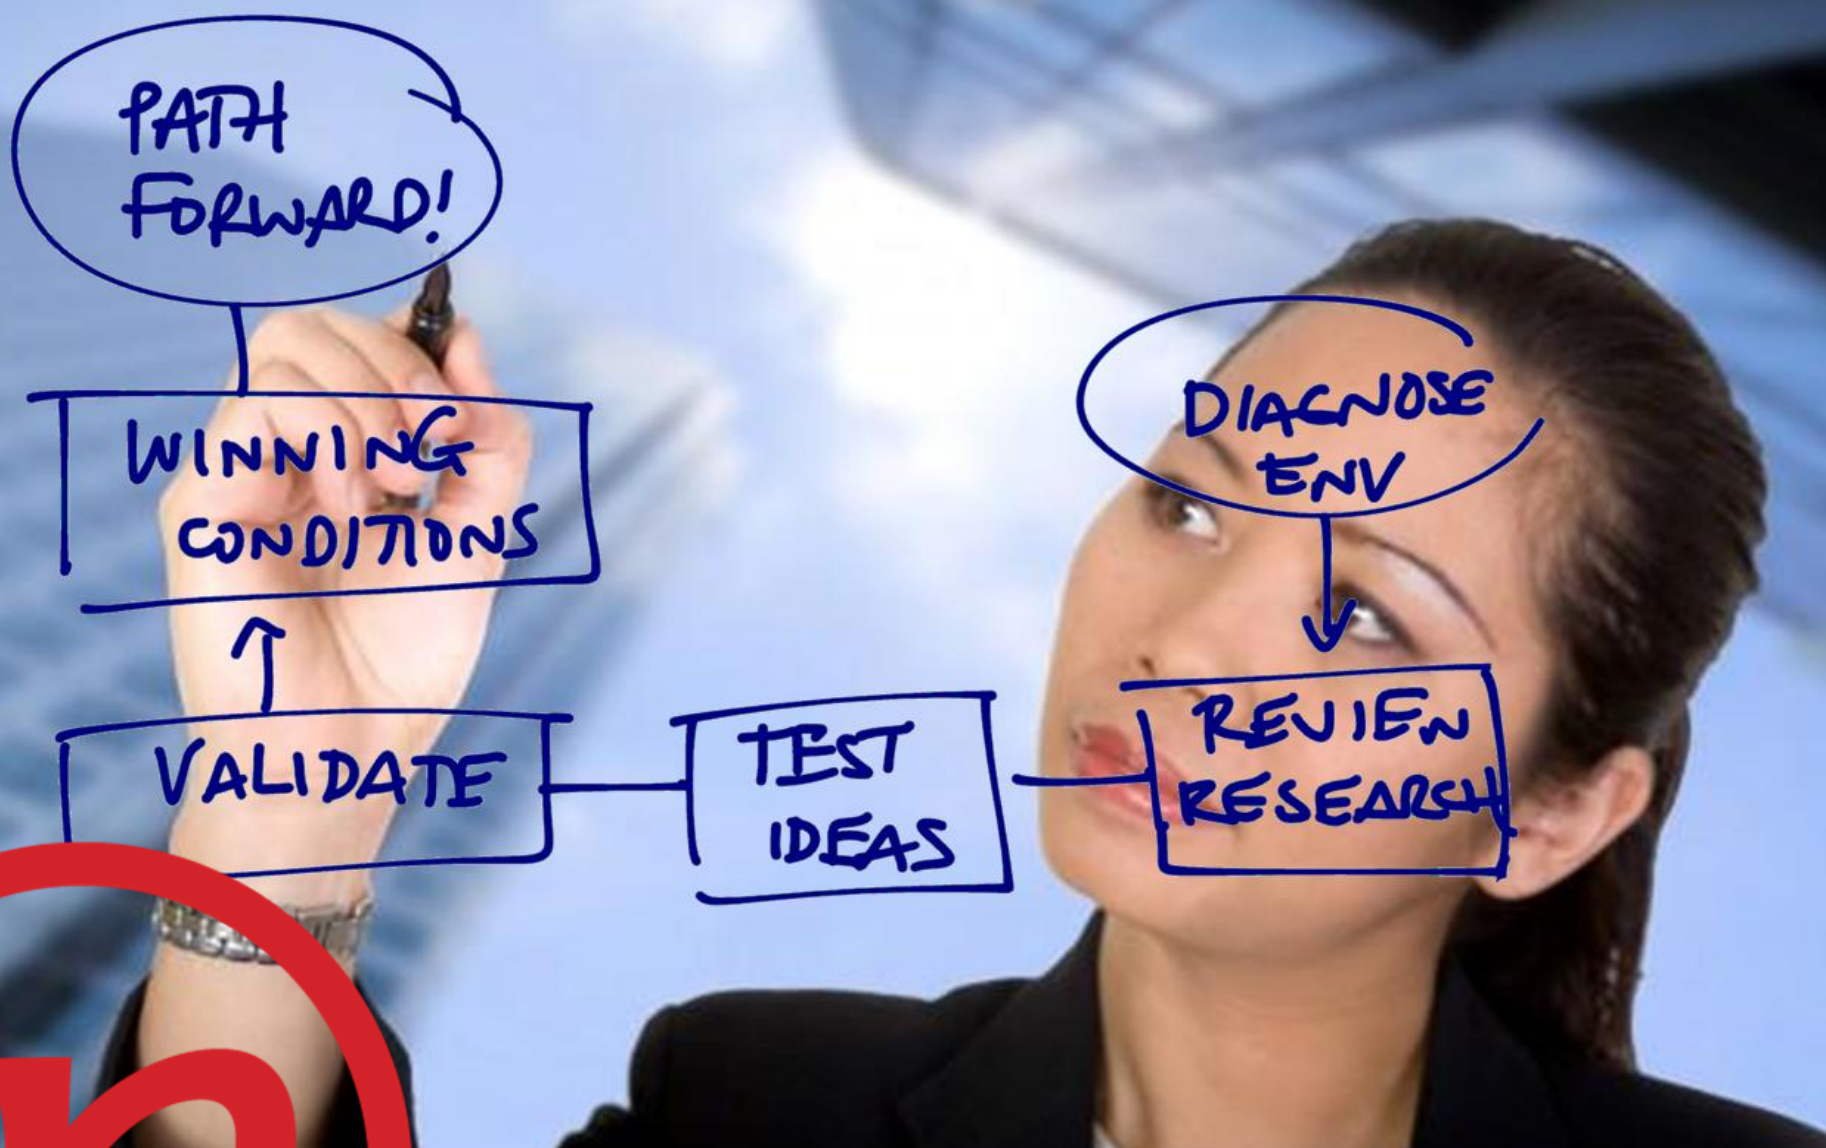 PATH
FORWARD!
WINNING
CONDITIONS
VALIDATE
TEST
IDEAS
DIAGNOSE
ENV
REVIEW
RESEARCH
n